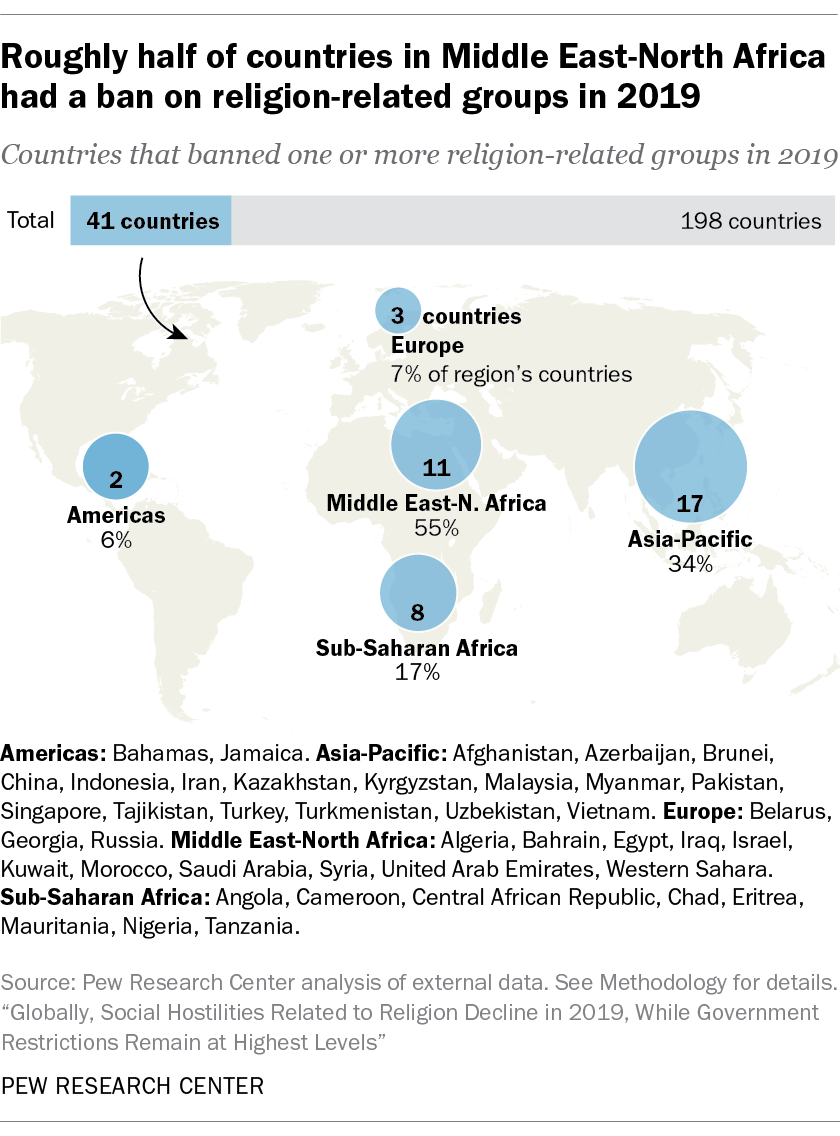 Roughly half of countries in Middle East-North Africa
had a ban on religion-related groups in 2019
Countries that banned one or more religion-related groups in 2019
Total 41 countries 198 countries
3 countries
Europe
7% of region's countries
2
Americas
6%
11
Middle East-N. Africa
55%
17
Asia-Pacific
34%
8
Sub-Saharan Africa
17%
Americas: Bahamas, Jamaica. Asia-Pacific: Afghanistan, Azerbaijan, Brunei,
China, Indonesia, Iran, Kazakhstan, Kyrgyzstan, Malaysia, Myanmar, Pakistan,
Singapore, Tajikistan, Turkey, Turkmenistan, Uzbekistan, Vietnam. Europe: Belarus,
Georgia, Russia. Middle East-North Africa: Algeria, Bahrain, Egypt, Iraq, Israel,
Kuwait, Morocco, Saudi Arabia, Syria, United Arab Emirates, Western Sahara.
Sub-Saharan Africa: Angola, Cameroon, Central African Republic, Chad, Eritrea,
Mauritania, Nigeria, Tanzania.
Source: Pew Research Center analysis of external data. See Methodology for details.
“Globally, Social Hostilities Related to Religion Decline in 2019, While Government
Restrictions Remain at Highest Levels”
PEW RESEARCH CENTER